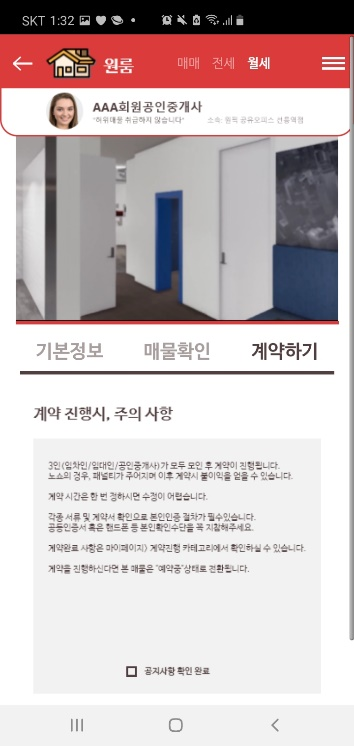 SKT 1:32
원룸 매매 전세 월세
AAA회원공인중개사
"허위매물 취급하지 않습니다" 소속: 원픽 공유오피스 선릉역점
기본정보 매물확인 계약하기
계약 진행시, 주의 사항
3인(임차인/임대인/공인중개사)가 모두 모인 후 계약이 진행됩니다.
노쇼의 경우, 패널티가 주어지며 이후 계약시 불이익을 얻을 수 있습니다.
계약 시간은 한 번 정하시면 수정이 어렵습니다.
각종 서류 및 계약서 확인으로 본인인증 절차가 필수있습니다.
공동인증서 혹은 핸드폰 등 본인확인수단을 꼭 지참해주세요.
계약완료 사항은 마이페이지> 계약진행 카테고리에서 확인하실 수 있습니다.
계약을 진행하신다면 본 매물은 "예약중"상태로 전환됩니다.
공지사항 확인 완료